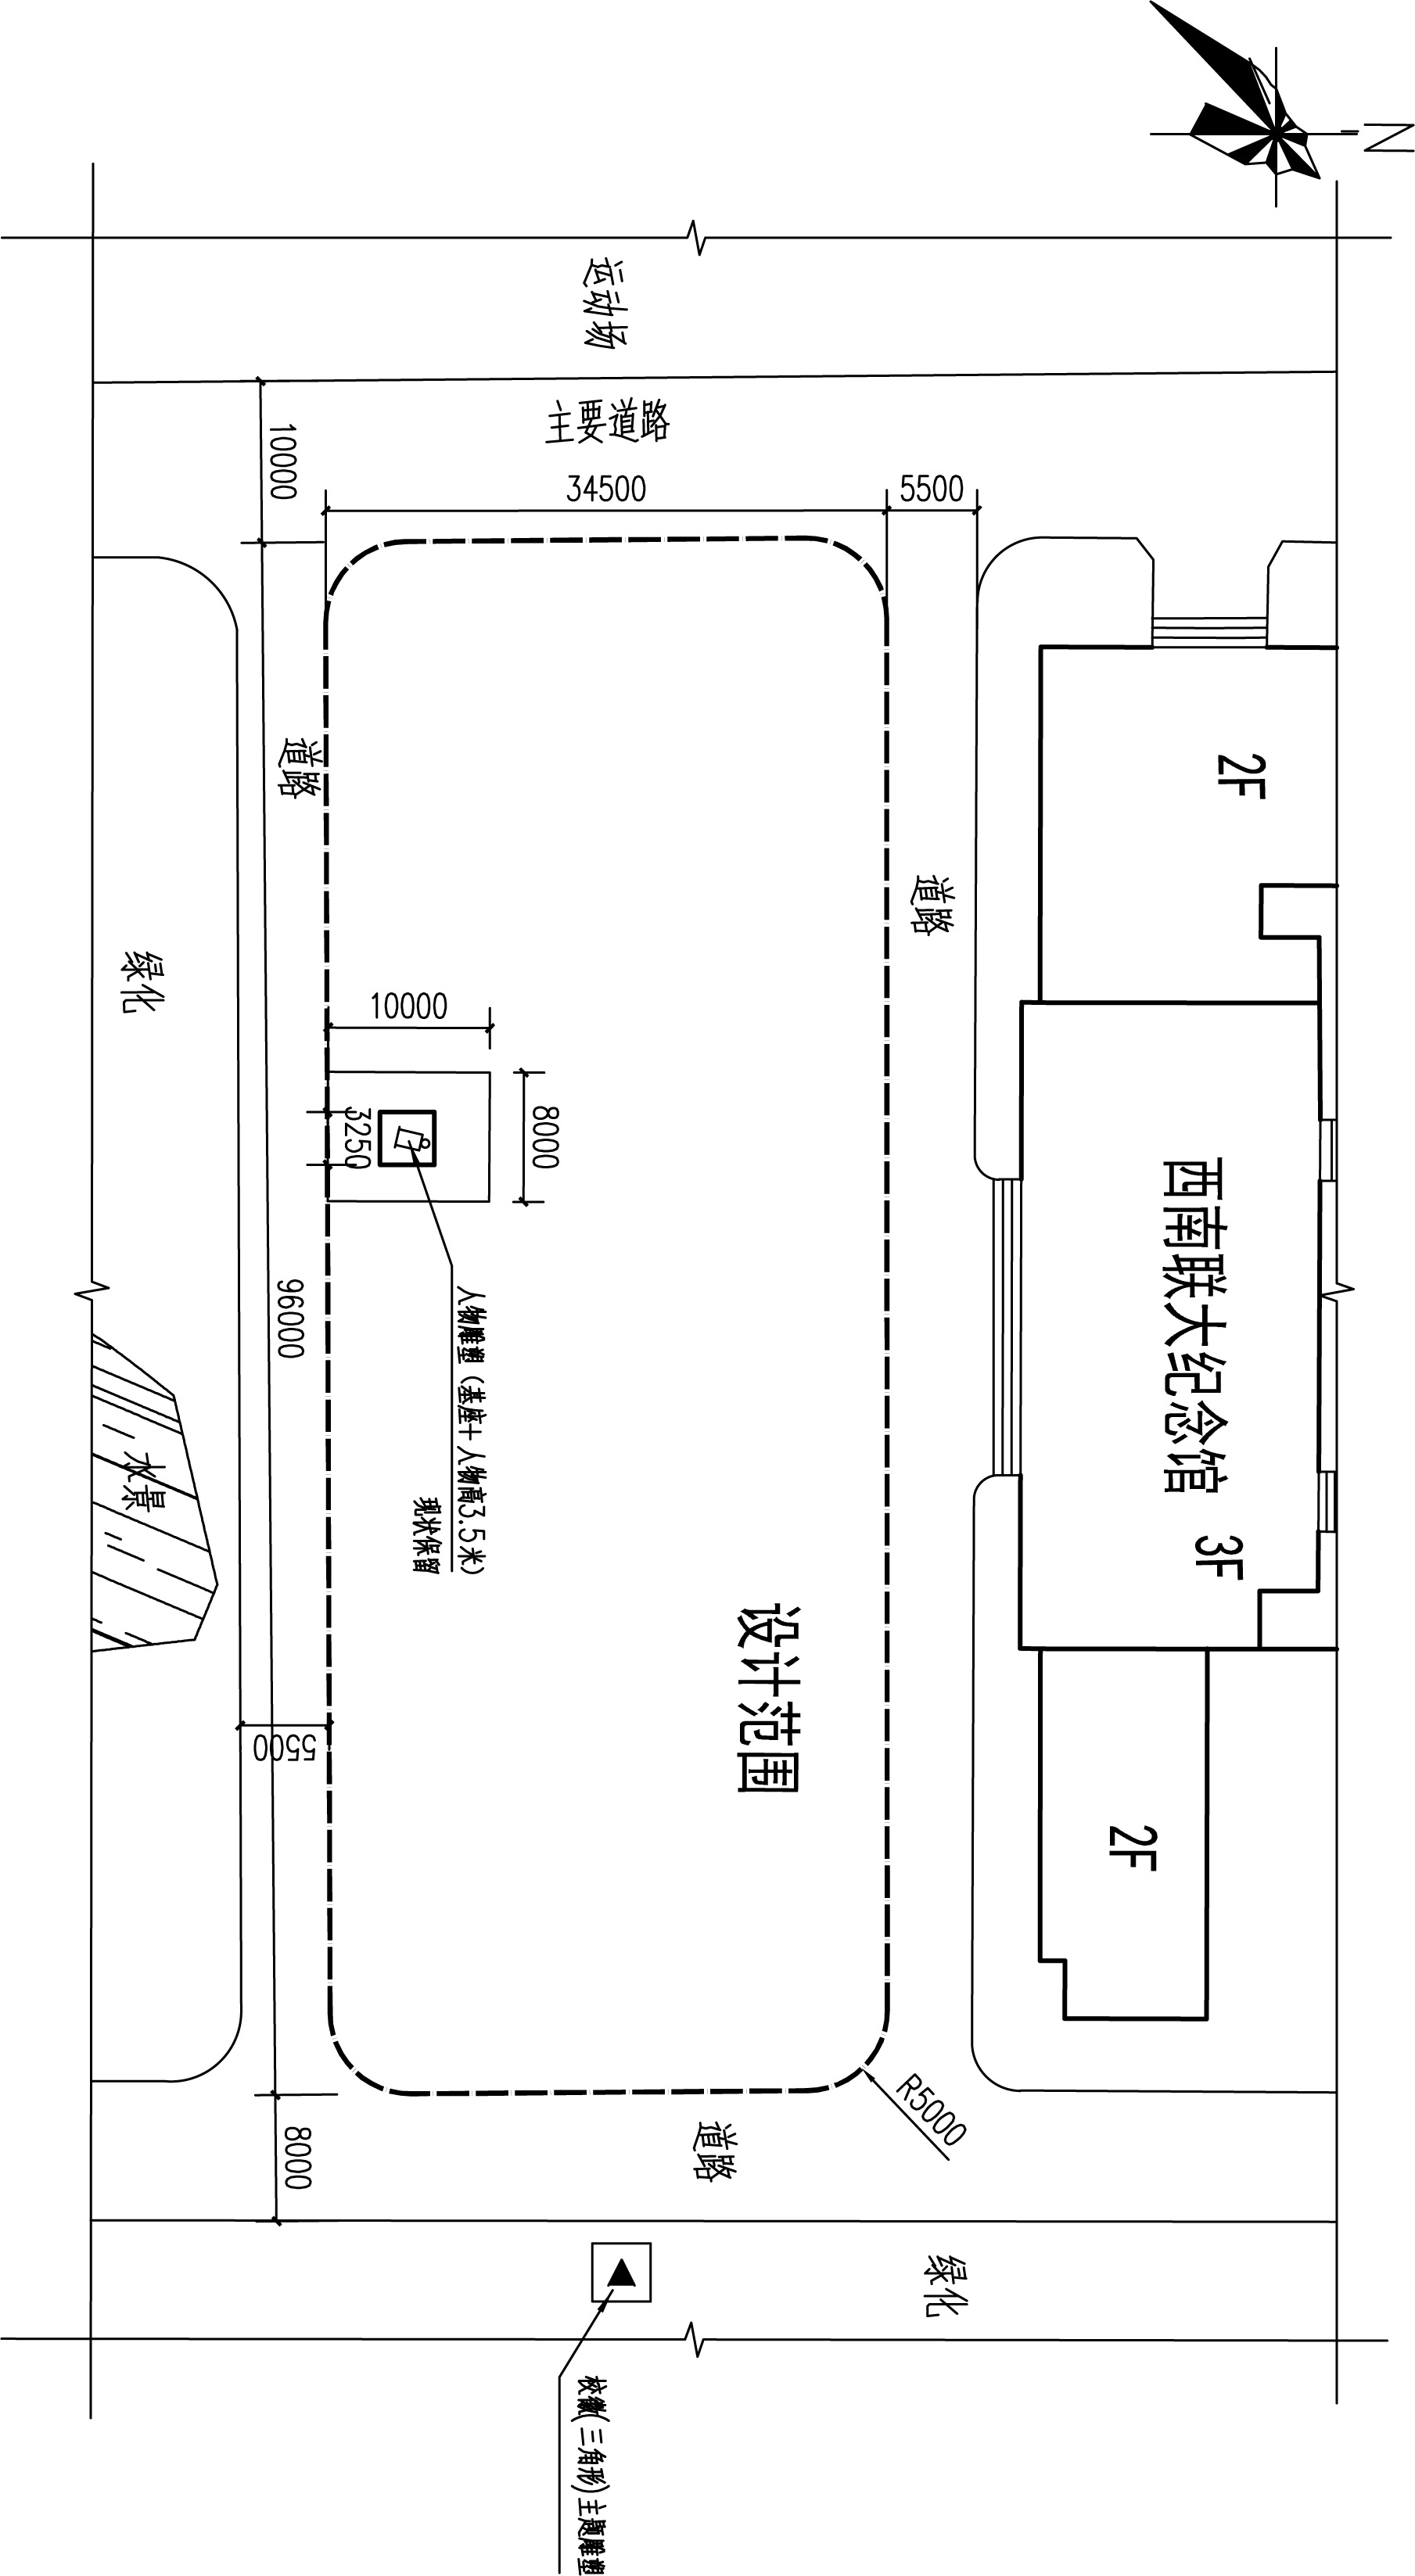 N
运动场
主要道路
10000
34500
5500
2F
道路
道路
绿化
10000
8000
3250
西南联大纪念馆 3F
人物雕塑（基座+人物高3.5米）
现状保留
96000
水景
设计范围
5500
2F
R5000
8000
道路
绿化
校徽(三角形)主题雕塑